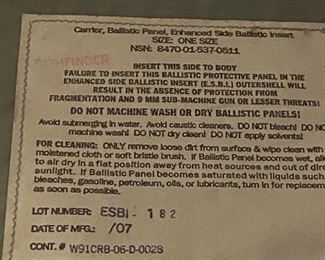 Carrier, Ballistic Panel, Enhanced Side Ballistic Insert
SIZE: ONE SIZE
NSN: 8470-01-537-0511
PATHFINDER
INSERT THIS SIDE TO BODY
FAILURE TO INSERT THIS BALLISTIC PROTECTIVE PANEL IN THE
ENHANCED SIDE BALLISTIC INSERT (E.S.B.I.) OUTERSHELL WILL
RESULT IN THE ABSENCE OF PROTECTION FROM
FRAGMENTATION AND 9 MM SUB-MACHINE GUN OR LESSER THREATS!
DO NOT MACHINE WASH OR DRY BALLISTIC PANELS!
Avoid submerging in water. Avoid caustic cleaners. DO NOT bleach! DO NOT
machine wash! DO NOT dry clean! DO NOT apply solvents!
FOR CLEANING: ONLY remove loose dirt from surface & wipe clean with
moistened cloth or soft bristle brush. If Ballistic Panel becomes wet, all
to air dry in a flat position away from heat sources and out of dire
sunlight. If Ballistic Panel becomes saturated with liquids such
bleaches, gasoline, petroleum, oils, or lubricants, turn in for replacem
as soon as possible.
LOT NUMBER: ESBI- 182
DATE OF MFG.: /07
CONT. # W91CRB-06-D-0028